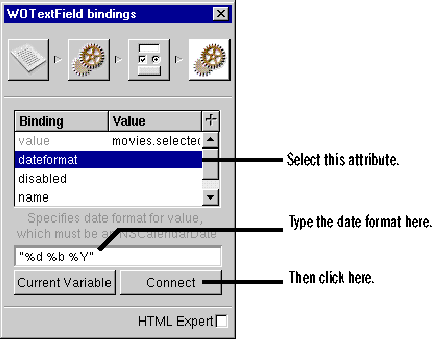 WOTextField bindings
Binding Value
value movies.selected
dateformat
Select this attribute.
disabled
name
Specifies date format for value,
which must be an NSCalendarDate
Type the date format here.
"%d %b %Y"
Current Variable Connect
Then click here.
HTML Expert